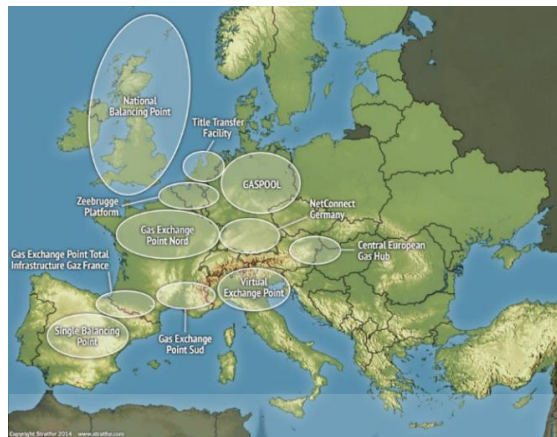 National
Balancing Point
Title Transfer
Facility
GASPOOL
Zeebrugge
Platform
NetConnect
Germany
Gas Exchange
Point Nord
Central European
Gas Hub
Gas Exchange Point Total
Infrastructure Gaz France
Virtual
Exchange Point
Single Balancing
Point
Gas Exchange
Point Sud
Copyright Stratfor 2014 www.stratfor.com